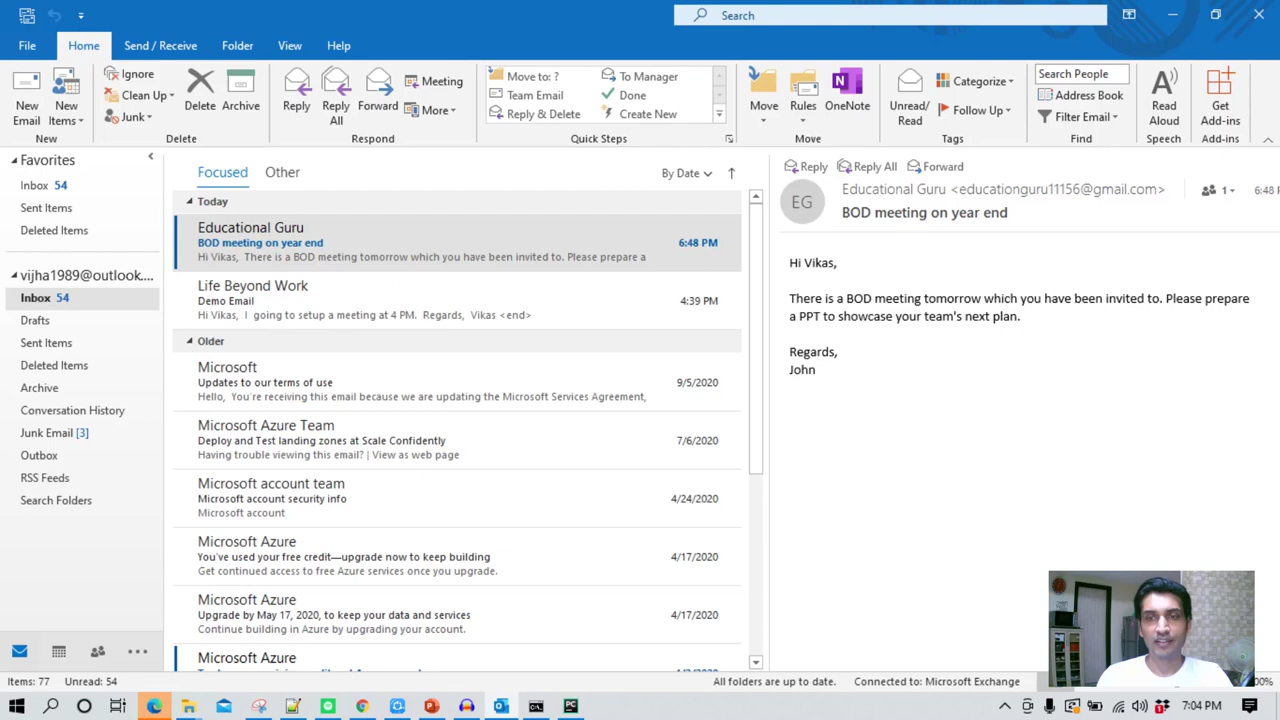 Search
File
Home
Send / Receive
Folder
View
Help
New Email
New Items
Ignore
Clean Up
Junk
Delete
Archive
Reply
Reply All
Forward
Meeting
More
Move to: ?
Team Email
Reply & Delete
To Manager
Done
Create New
Move
Rules
OneNote
Unread/ Read
Categorize
Follow Up
Search People
Address Book
Filter Email
Read Aloud
Get Add-ins
New
Delete
Respond
Quick Steps
Move
Tags
Find
Speech
Add-ins
Favorites
Inbox 54
Sent Items
Deleted Items
vijha1989@outlook....
Inbox 54
Drafts
Sent Items
Deleted Items
Archive
Conversation History
Junk Email [3]
Outbox
RSS Feeds
Search Folders
Focused
Other
By Date
Today
Educational Guru
BOD meeting on year end 6:48 PM
Hi Vikas, There is a BOD meeting tomorrow which you have been invited to. Please prepare a
Life Beyond Work
Demo Email 4:39 PM
Hi Vikas, I going to setup a meeting at 4 PM. Regards, Vikas <end>
Older
Microsoft
Updates to our terms of use 9/5/2020
Hello, You're receiving this email because we are updating the Microsoft Services Agreement,
Microsoft Azure Team
Deploy and Test landing zones at Scale Confidently 7/6/2020
Having trouble viewing this email? | View as web page
Microsoft account team
Microsoft account security info 4/24/2020
Microsoft account
Microsoft Azure
You've used your free credit—upgrade now to keep building 4/17/2020
Get continued access to free Azure services once you upgrade.
Microsoft Azure
Upgrade by May 17, 2020, to keep your data and services 4/17/2020
Continue building in Azure by upgrading your account.
Microsoft Azure
Reply
Reply All
Forward
EG
Educational Guru <educationguru11156@gmail.com>
1
6:48 P
BOD meeting on year end
Hi Vikas,
There is a BOD meeting tomorrow which you have been invited to. Please prepare
a PPT to showcase your team's next plan.
Regards,
John
Items: 77
Unread: 54
All folders are up to date.
Connected to: Microsoft Exchange
00%
7:04 PM